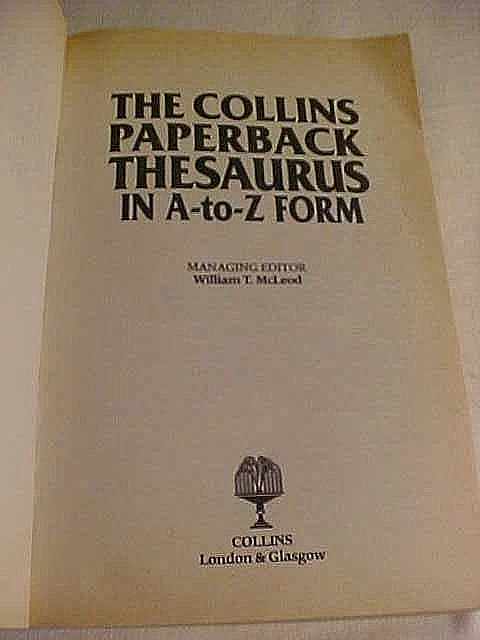 THE COLLINS
PAPERBACK
THESAURUS
IN A-to-Z FORM
MANAGING EDITOR
William T. McLeod
COLLINS
London & Glasgow